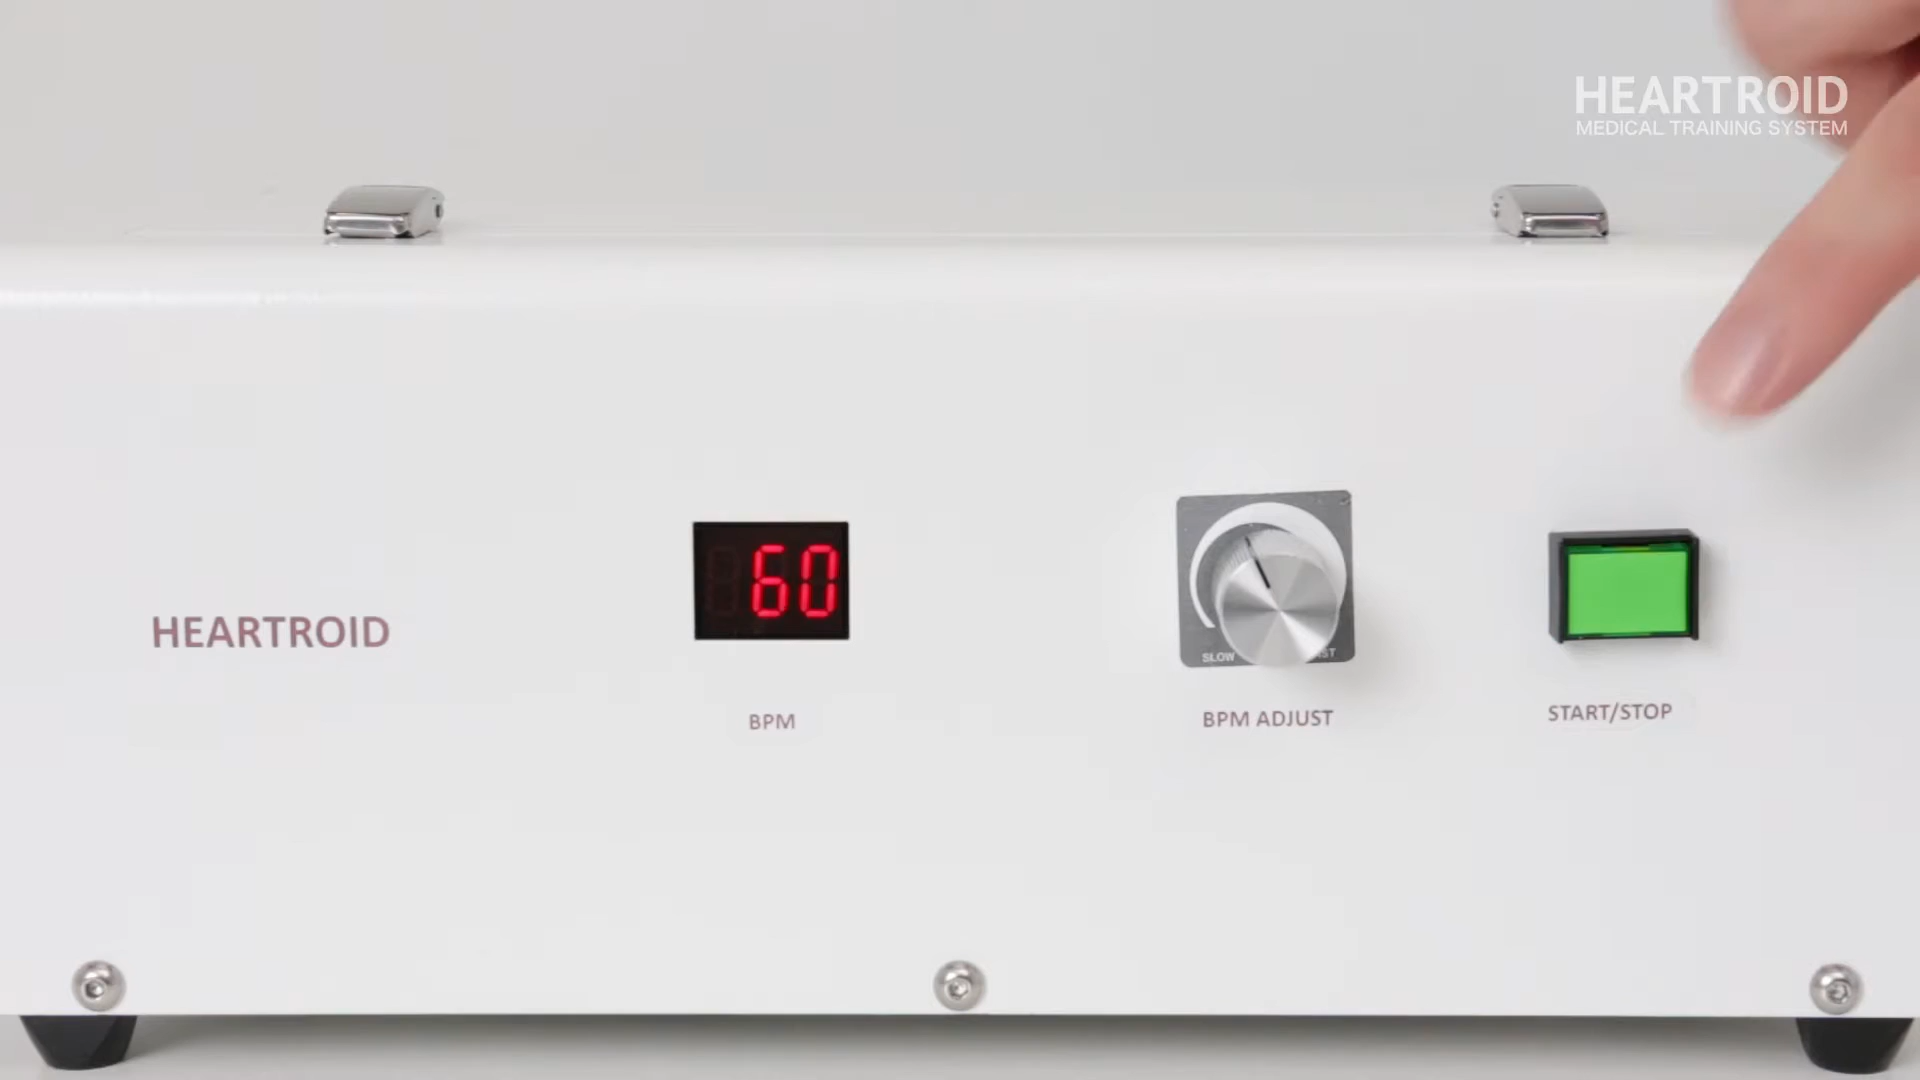 HEARTROID
MEDICAL TRAINING SYSTEM
60
HEARTROID
SLOW
BPM
BPM ADJUST
START/STOP